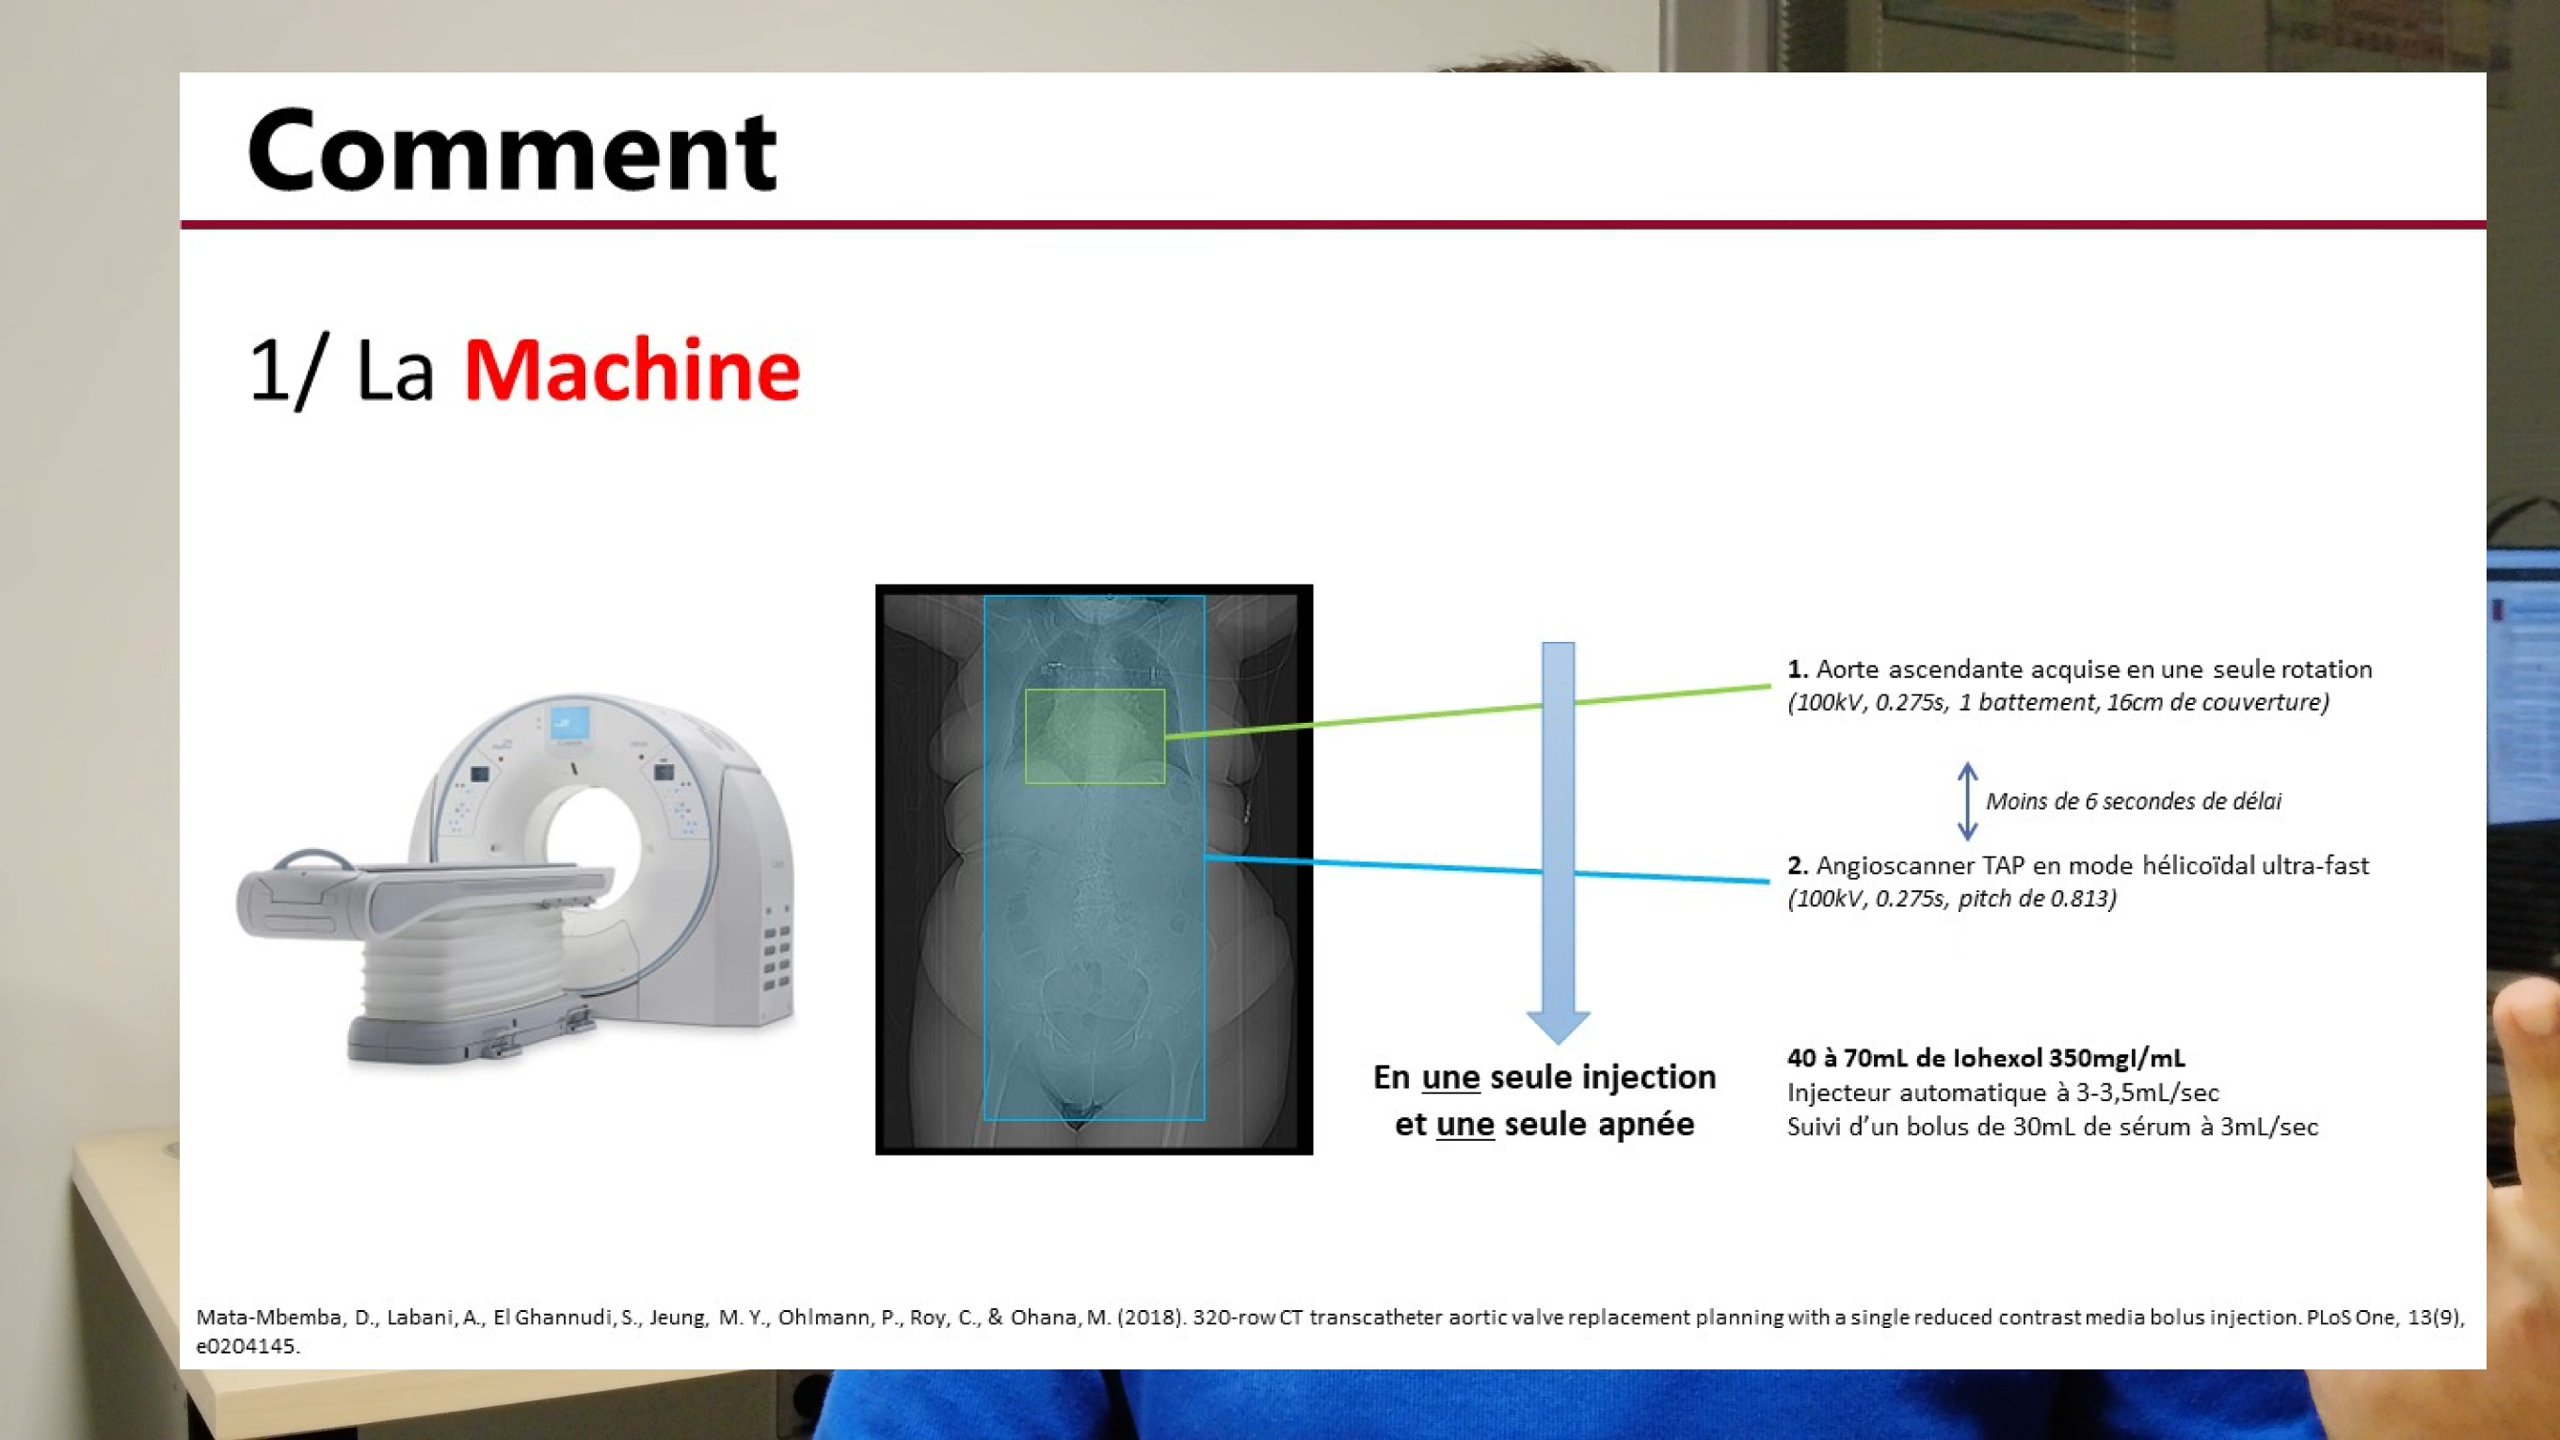 Comment
1/ La Machine
1. Aorte ascendante acquise en une seule rotation
(100kV, 0.275s, 1 battement, 16cm de couverture)
Moins de 6 secondes de délai
2. Angioscanner TAP en mode hélicoïdal ultra-fast
(100kV, 0.275s, pitch de 0.813)
En une seule injection
et une seule apnée
40 à 70mL de Iohexol 350mgI/mL
Injecteur automatique à 3-3,5mL/sec
Suivi d'un bolus de 30mL de sérum à 3mL/sec
Mata-Mbemba, D., Labani, A., El Ghannudi, S., Jeung, M. Y., Ohlmann, P., Roy, C., & Ohana, M. (2018). 320-row CT transcatheter aortic valve replacement planning with a single reduced contrast media bolus injection. PLoS One, 13(9),
e0204145.